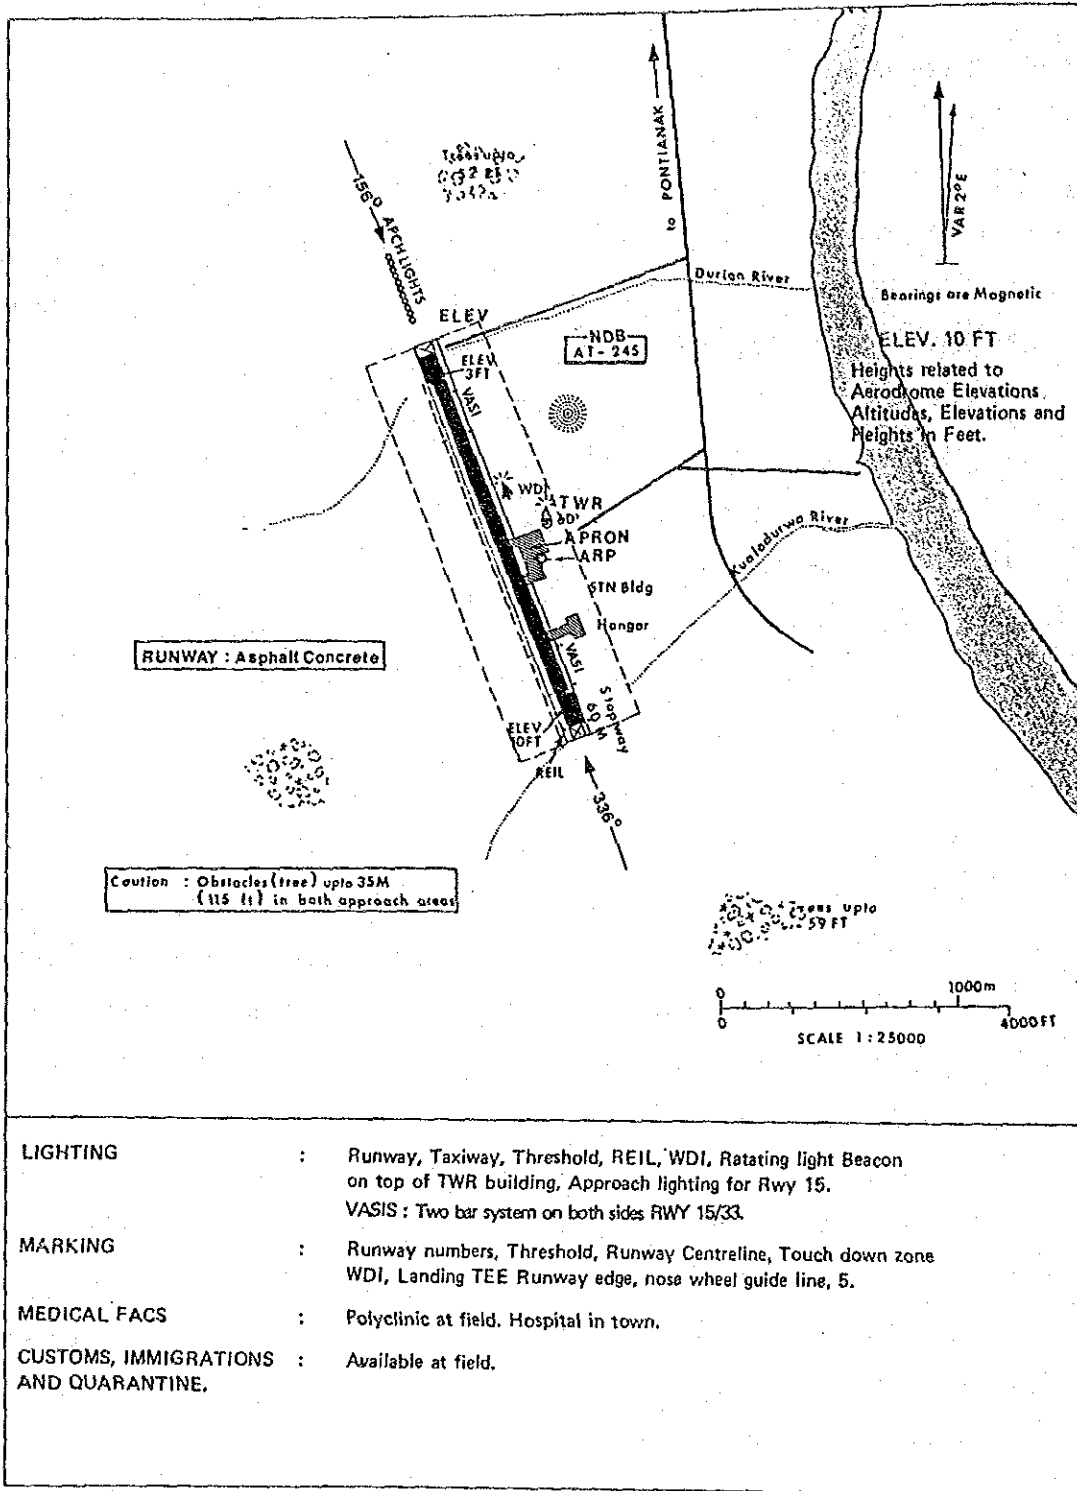 to PONTIANAK
Trees upto
156° APCH LIGHTS
VAR 2°E
Durian River
Bearings are Magnetic
ELEV
NDB
AT-245
ELEV. 10 FT
ELEV
3FT
Heights related to
Aerodrome Elevations
Altitudes, Elevations and
Heights in Feet.
VASI
WDI
TWR
60'
APRON
ARP
Kualadurwa River
STN Bldg
Hangar
RUNWAY : Asphalt Concrete
VASI
Stopway
60 M
ELEV
10FT
REIL
336°
Caution : Obstacles (tree) upto 35M
(115 ft) in both approach areas
Trees upto
59 FT
0 1000m
0 4000FT
SCALE 1:25000
LIGHTING : Runway, Taxiway, Threshold, REIL, WDI, Ratating light Beacon
on top of TWR building, Approach lighting for Rwy 15.
VASIS : Two bar system on both sides RWY 15/33.
MARKING : Runway numbers, Threshold, Runway Centreline, Touch down zone
WDI, Landing TEE Runway edge, nose wheel guide line, 5.
MEDICAL FACS : Polyclinic at field. Hospital in town.
CUSTOMS, IMMIGRATIONS : Available at field.
AND QUARANTINE.